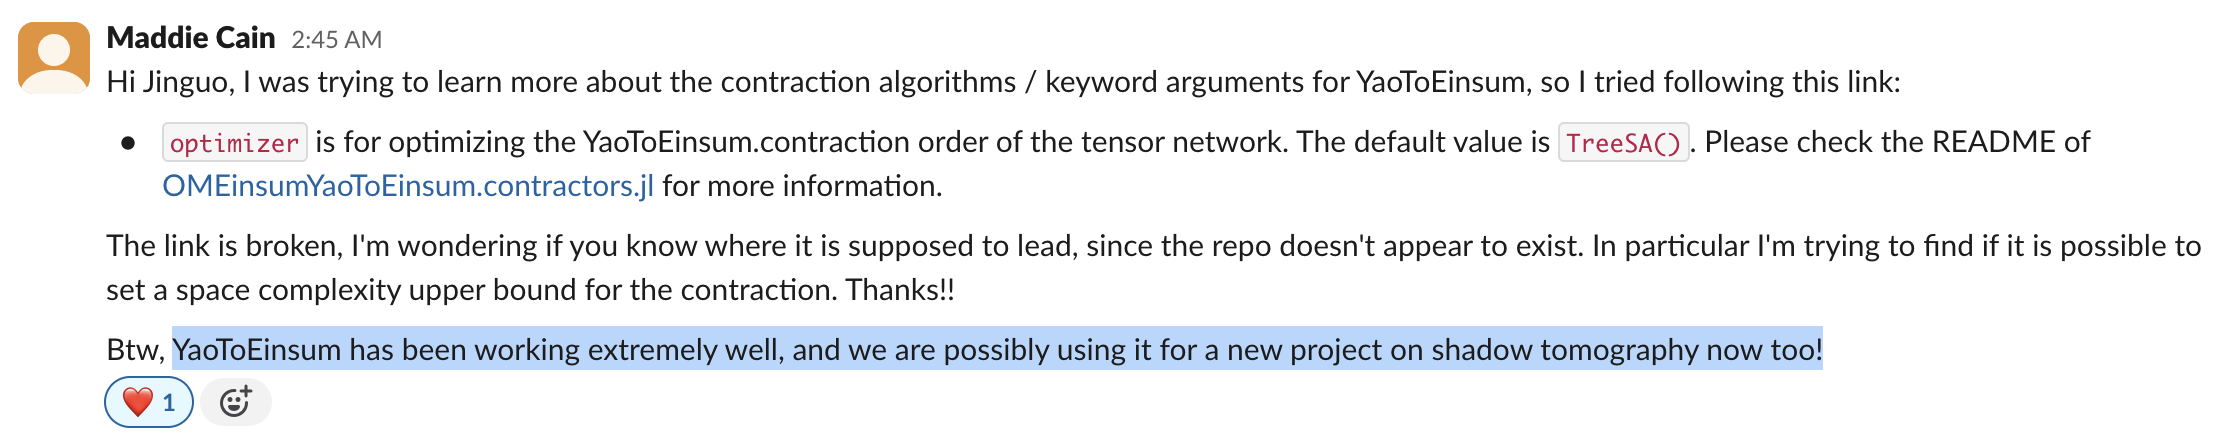 Maddie Cain 2:45 AM
Hi Jinguo, I was trying to learn more about the contraction algorithms / keyword arguments for YaoToEinsum, so I tried following this link:
• optimizer is for optimizing the YaoToEinsum.contraction order of the tensor network. The default value is TreeSA(). Please check the README of
OMEinsumYaoToEinsum.contractors.jl for more information.
The link is broken, I'm wondering if you know where it is supposed to lead, since the repo doesn't appear to exist. In particular I'm trying to find if it is possible to
set a space complexity upper bound for the contraction. Thanks!!
Btw, YaoToEinsum has been working extremely well, and we are possibly using it for a new project on shadow tomography now too!
❤️ 1